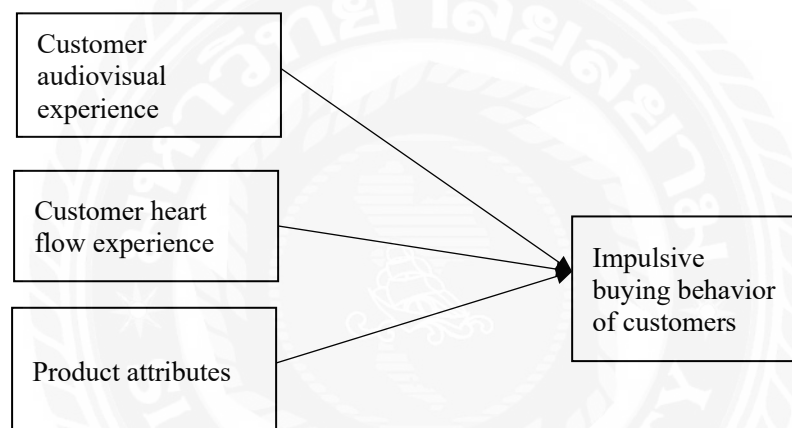 Customer
audiovisual
experience
Customer heart
flow experience
Product attributes
Impulsive
buying behavior
of customers